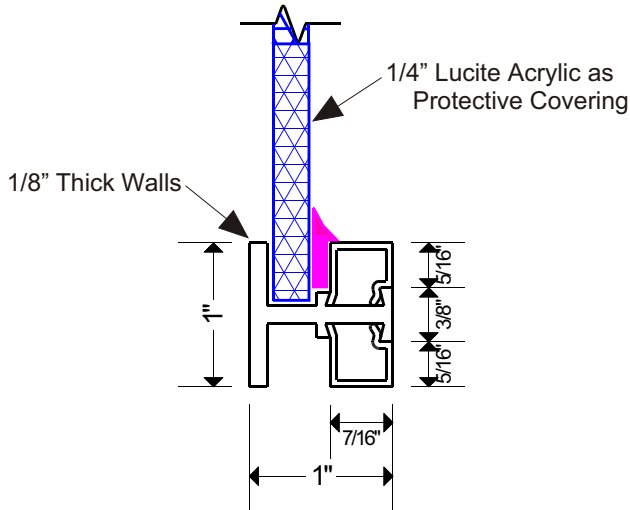 1/4” Lucite Acrylic as
Protective Covering
1/8” Thick Walls
1"
5/16"
3/8"
5/16"
7/16"
1"